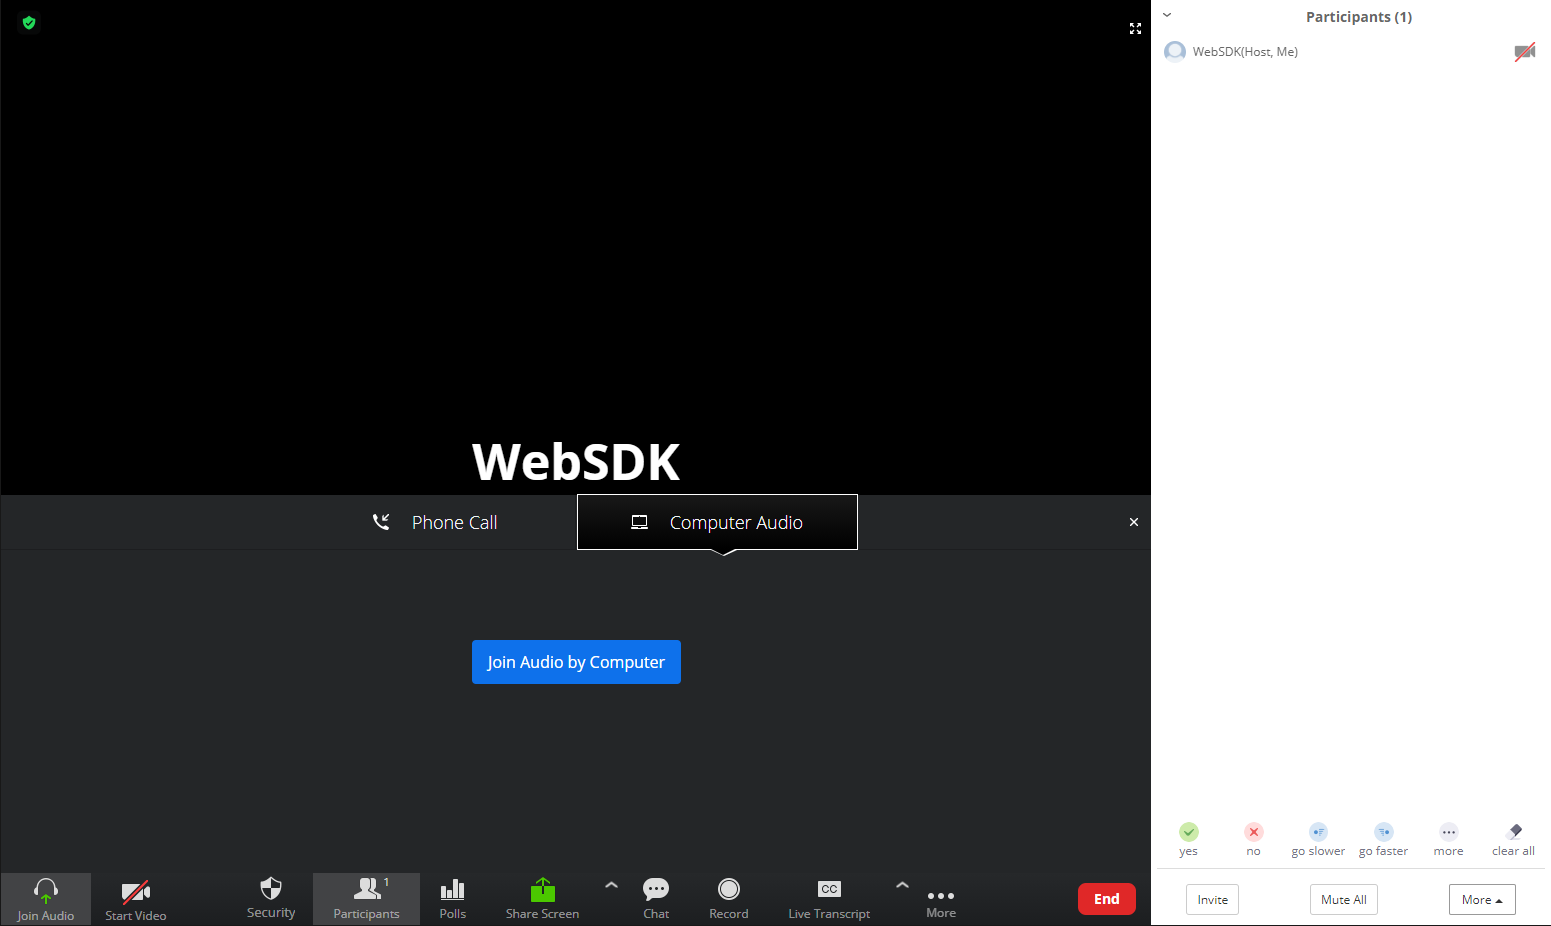 Participants (1)
WebSDK(Host, Me)
WebSDK
Phone Call
Computer Audio
Join Audio by Computer
yes
no
go slower
go faster
more
clear all
Join Audio
Start Video
Security
Participants
1
Polls
Share Screen
Chat
Record
CC
Live Transcript
More
End
Invite
Mute All
More